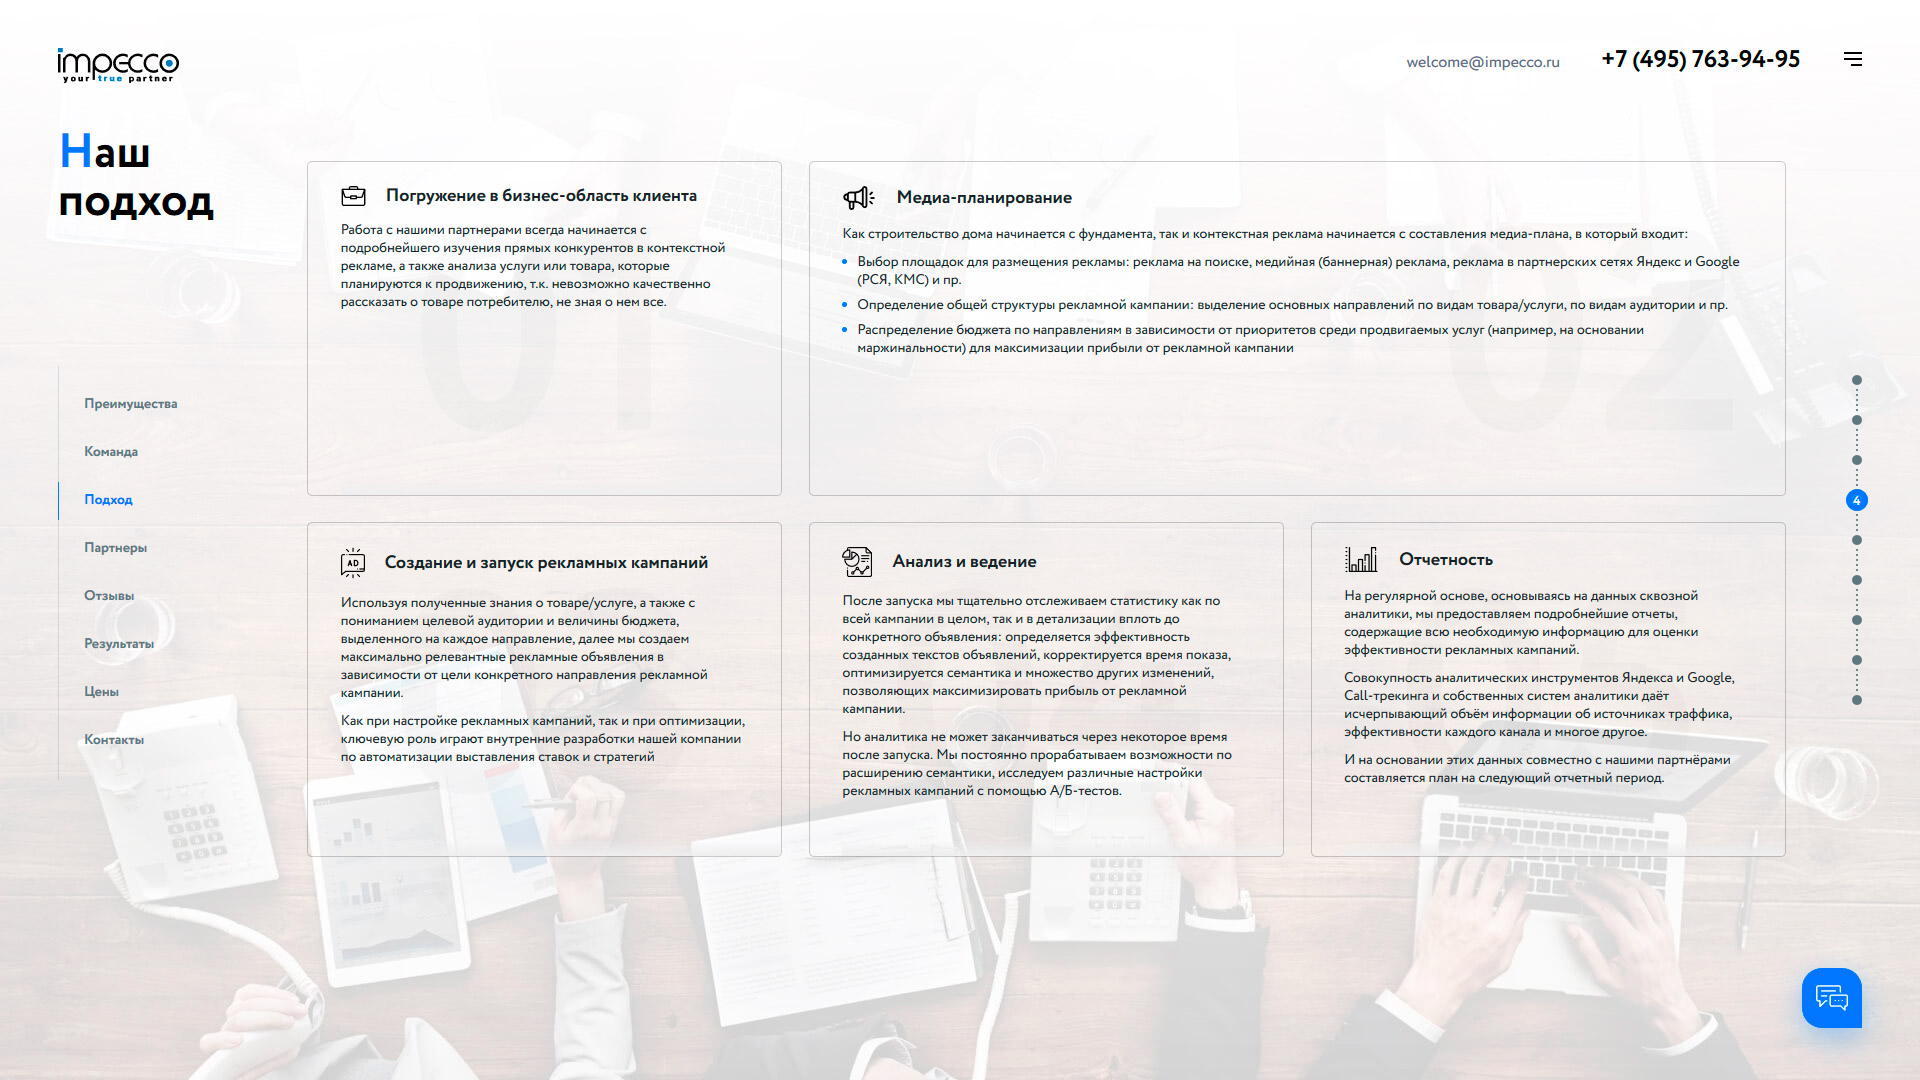 impecco
your true partner
welcome@impecco.ru
+7 (495) 763-94-95
Наш
подход
Преимущества
Команда
Подход
Партнеры
Отзывы
Результаты
Цены
Контакты
01
Погружение в бизнес-область клиента
Работа с нашими партнерами всегда начинается с
подробнейшего изучения прямых конкурентов в контекстной
рекламе, а также анализа услуги или товара, которые
планируются к продвижению, т.к. невозможно качественно
рассказать о товаре потребителю, не зная о нем все.
02
Медиа-планирование
Как строительство дома начинается с фундамента, так и контекстная реклама начинается с составления медиа-плана, в который входит:
Выбор площадок для размещения рекламы: реклама на поиске, медийная (баннерная) реклама, реклама в партнерских сетях Яндекс и Google
(РСЯ, КМС) и пр.
Определение общей структуры рекламной кампании: выделение основных направлений по видам товара/услуги, по видам аудитории и пр.
Распределение бюджета по направлениям в зависимости от приоритетов среди продвигаемых услуг (например, на основании
маржинальности) для максимизации прибыли от рекламной кампании
AD
Создание и запуск рекламных кампаний
Используя полученные знания о товаре/услуге, а также с
пониманием целевой аудитории и величины бюджета,
выделенного на каждое направление, далее мы создаем
максимально релевантные рекламные объявления в
зависимости от цели конкретного направления рекламной
кампании.
Как при настройке рекламных кампаний, так и при оптимизации,
ключевую роль играют внутренние разработки нашей компании
по автоматизации выставления ставок и стратегий
Анализ и ведение
После запуска мы тщательно отслеживаем статистику как по
всей кампании в целом, так и в детализации вплоть до
конкретного объявления: определяется эффективность
созданных текстов объявлений, корректируется время показа,
оптимизируется семантика и множество других изменений,
позволяющих максимизировать прибыль от рекламной
кампании.
Но аналитика не может заканчиваться через некоторое время
после запуска. Мы постоянно прорабатываем возможности по
расширению семантики, исследуем различные настройки
рекламных кампаний с помощью А/Б-тестов.
Отчетность
На регулярной основе, основываясь на данных сквозной
аналитики, мы предоставляем подробнейшие отчеты,
содержащие всю необходимую информацию для оценки
эффективности рекламных кампаний.
Совокупность аналитических инструментов Яндекса и Google,
Call-трекинга и собственных систем аналитики даёт
исчерпывающий объём информации об источниках траффика,
эффективности каждого канала и многое другое.
И на основании этих данных совместно с нашими партнёрами
составляется план на следующий отчетный период.
4